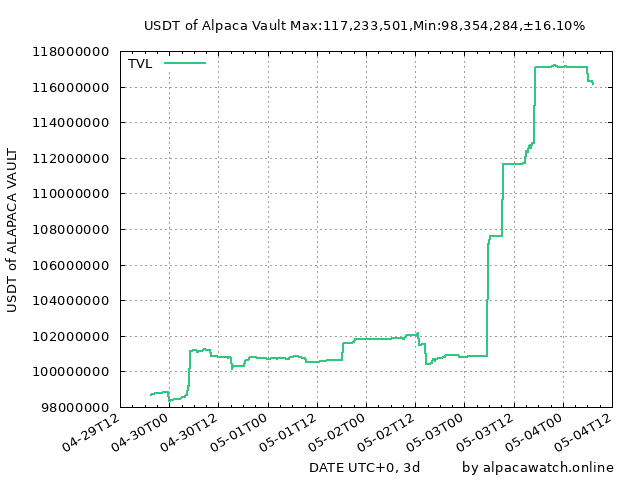 USDT of Alpaca Vault Max:117,233,501,Min:98,354,284,±16.10%
TVL
118000000
116000000
114000000
112000000
110000000
108000000
106000000
104000000
102000000
100000000
98000000
USDT of ALAPACA VAULT
04-29T12
04-30T00
04-30T12
05-01T00
05-01T12
05-02T00
05-02T12
05-03T00
05-03T12
05-04T00
05-04T12
DATE UTC+0, 3d
by alpacawatch.online